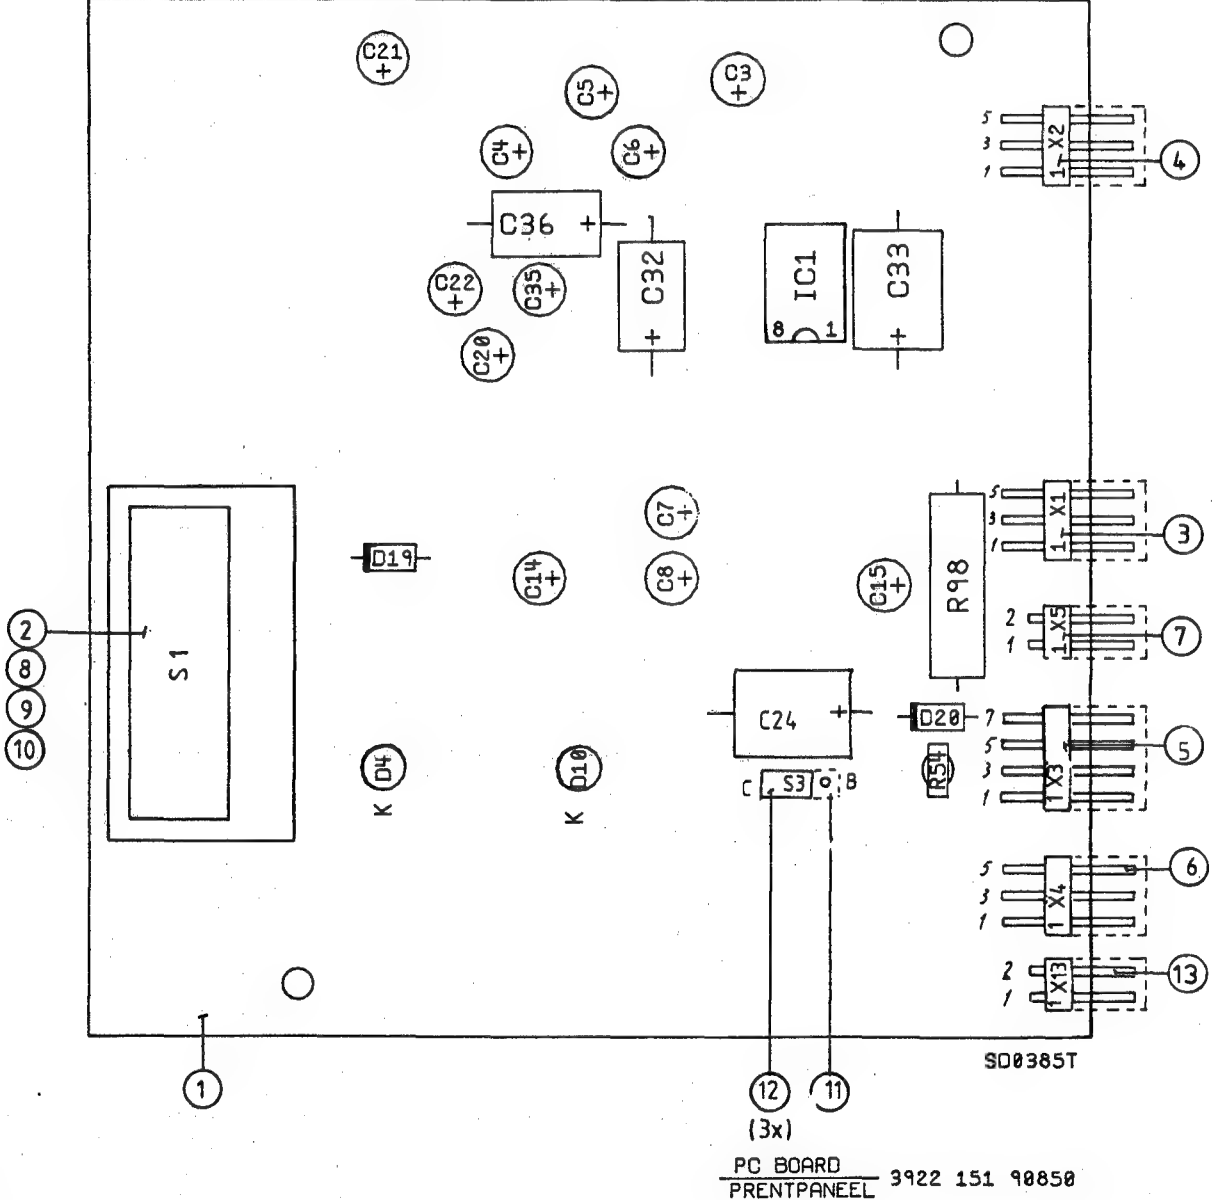 C21
+
C3
+
C5
+
C4
+
C6
+
5
3
1
1 X2
4
C36 +
C32
+
IC1
8 1
C33
+
C22
+
C35
+
C20
+
5
3
1
1 X1
3
C7
+
C8
+
C14
+
C15
+
D19
R98
2
1
1 X5
7
2
8
9
10
S1
C24 +
D20
7
5
3
1
1 X3
5
D4
K
D10
K
C S3 B
R54
5
3
1
1 X4
6
2
1
1 X13
13
SD0385T
1
12
(3x)
11
PC BOARD
PRENTPANEEL
3922 151 90850